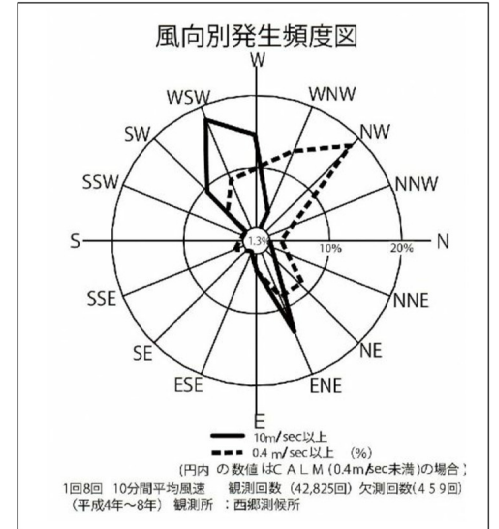 風向別発生頻度図
W
WSW
WNW
SW
NW
SSW
NNW
S
1.3%
10%
20%
N
SSE
NNE
SE
NE
ESE
ENE
E
10m/sec以上
0.4m/sec以上 (%)
(円内の数値はCALM(0.4m/sec未満)の場合)
1回8回 10分間平均風速 観測回数(42,825回)欠測回数(459回)
(平成4年～8年) 観測所：西郷測候所